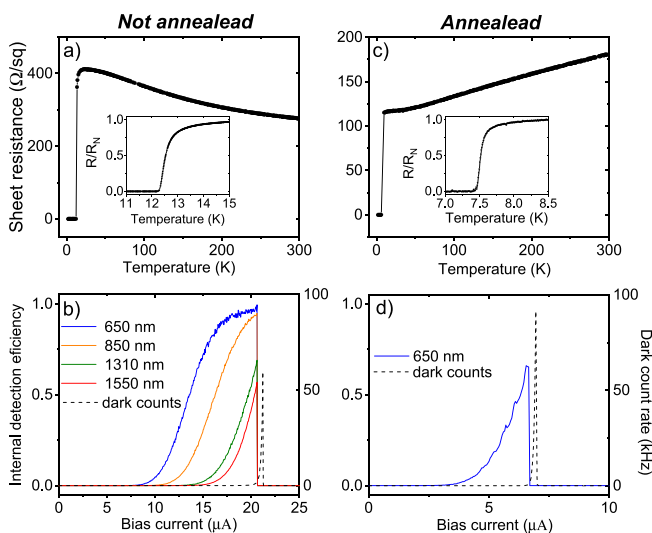 Not annealead
Annealed
a)
Sheet resistance (Ω/sq)
400
200
0
R/R_N
1.0
0.5
0.0
11 12 13 14 15
Temperature (K)
0 100 200 300
Temperature (K)
c)
200
150
100
50
0
R/R_N
1.0
0.5
0.0
7.0 7.5 8.0 8.5
Temperature (K)
0 100 200 300
Temperature (K)
b)
Internal detection eficiency
1.0
0.5
0.0
650 nm
850 nm
1310 nm
1550 nm
dark counts
100
50
0
0 5 10 15 20 25
Bias current (μA)
d)
1.0
0.5
0.0
650 nm
dark counts
100
50
0
Dark count rate (kHz)
0 5 10
Bias current (μA)